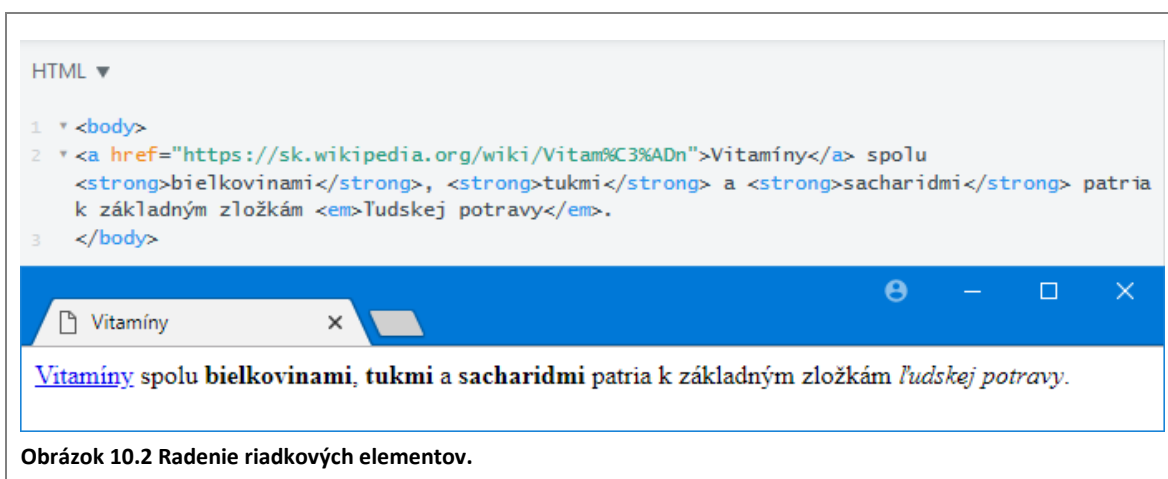 HTML ▼
1 <body>
2 <a href="https://sk.wikipedia.org/wiki/Vitam%C3%ADn">Vitamíny</a> spolu
<strong>bielkovinami</strong>, <strong>tukmi</strong> a <strong>sacharidmi</strong> patria
k základným zložkám <em>ľudskej potravy</em>.
3 </body>
Vitamíny
Vitamíny spolu bielkovinami, tukmi a sacharidmi patria k základným zložkám ľudskej potravy.
Obrázok 10.2 Radenie riadkových elementov.